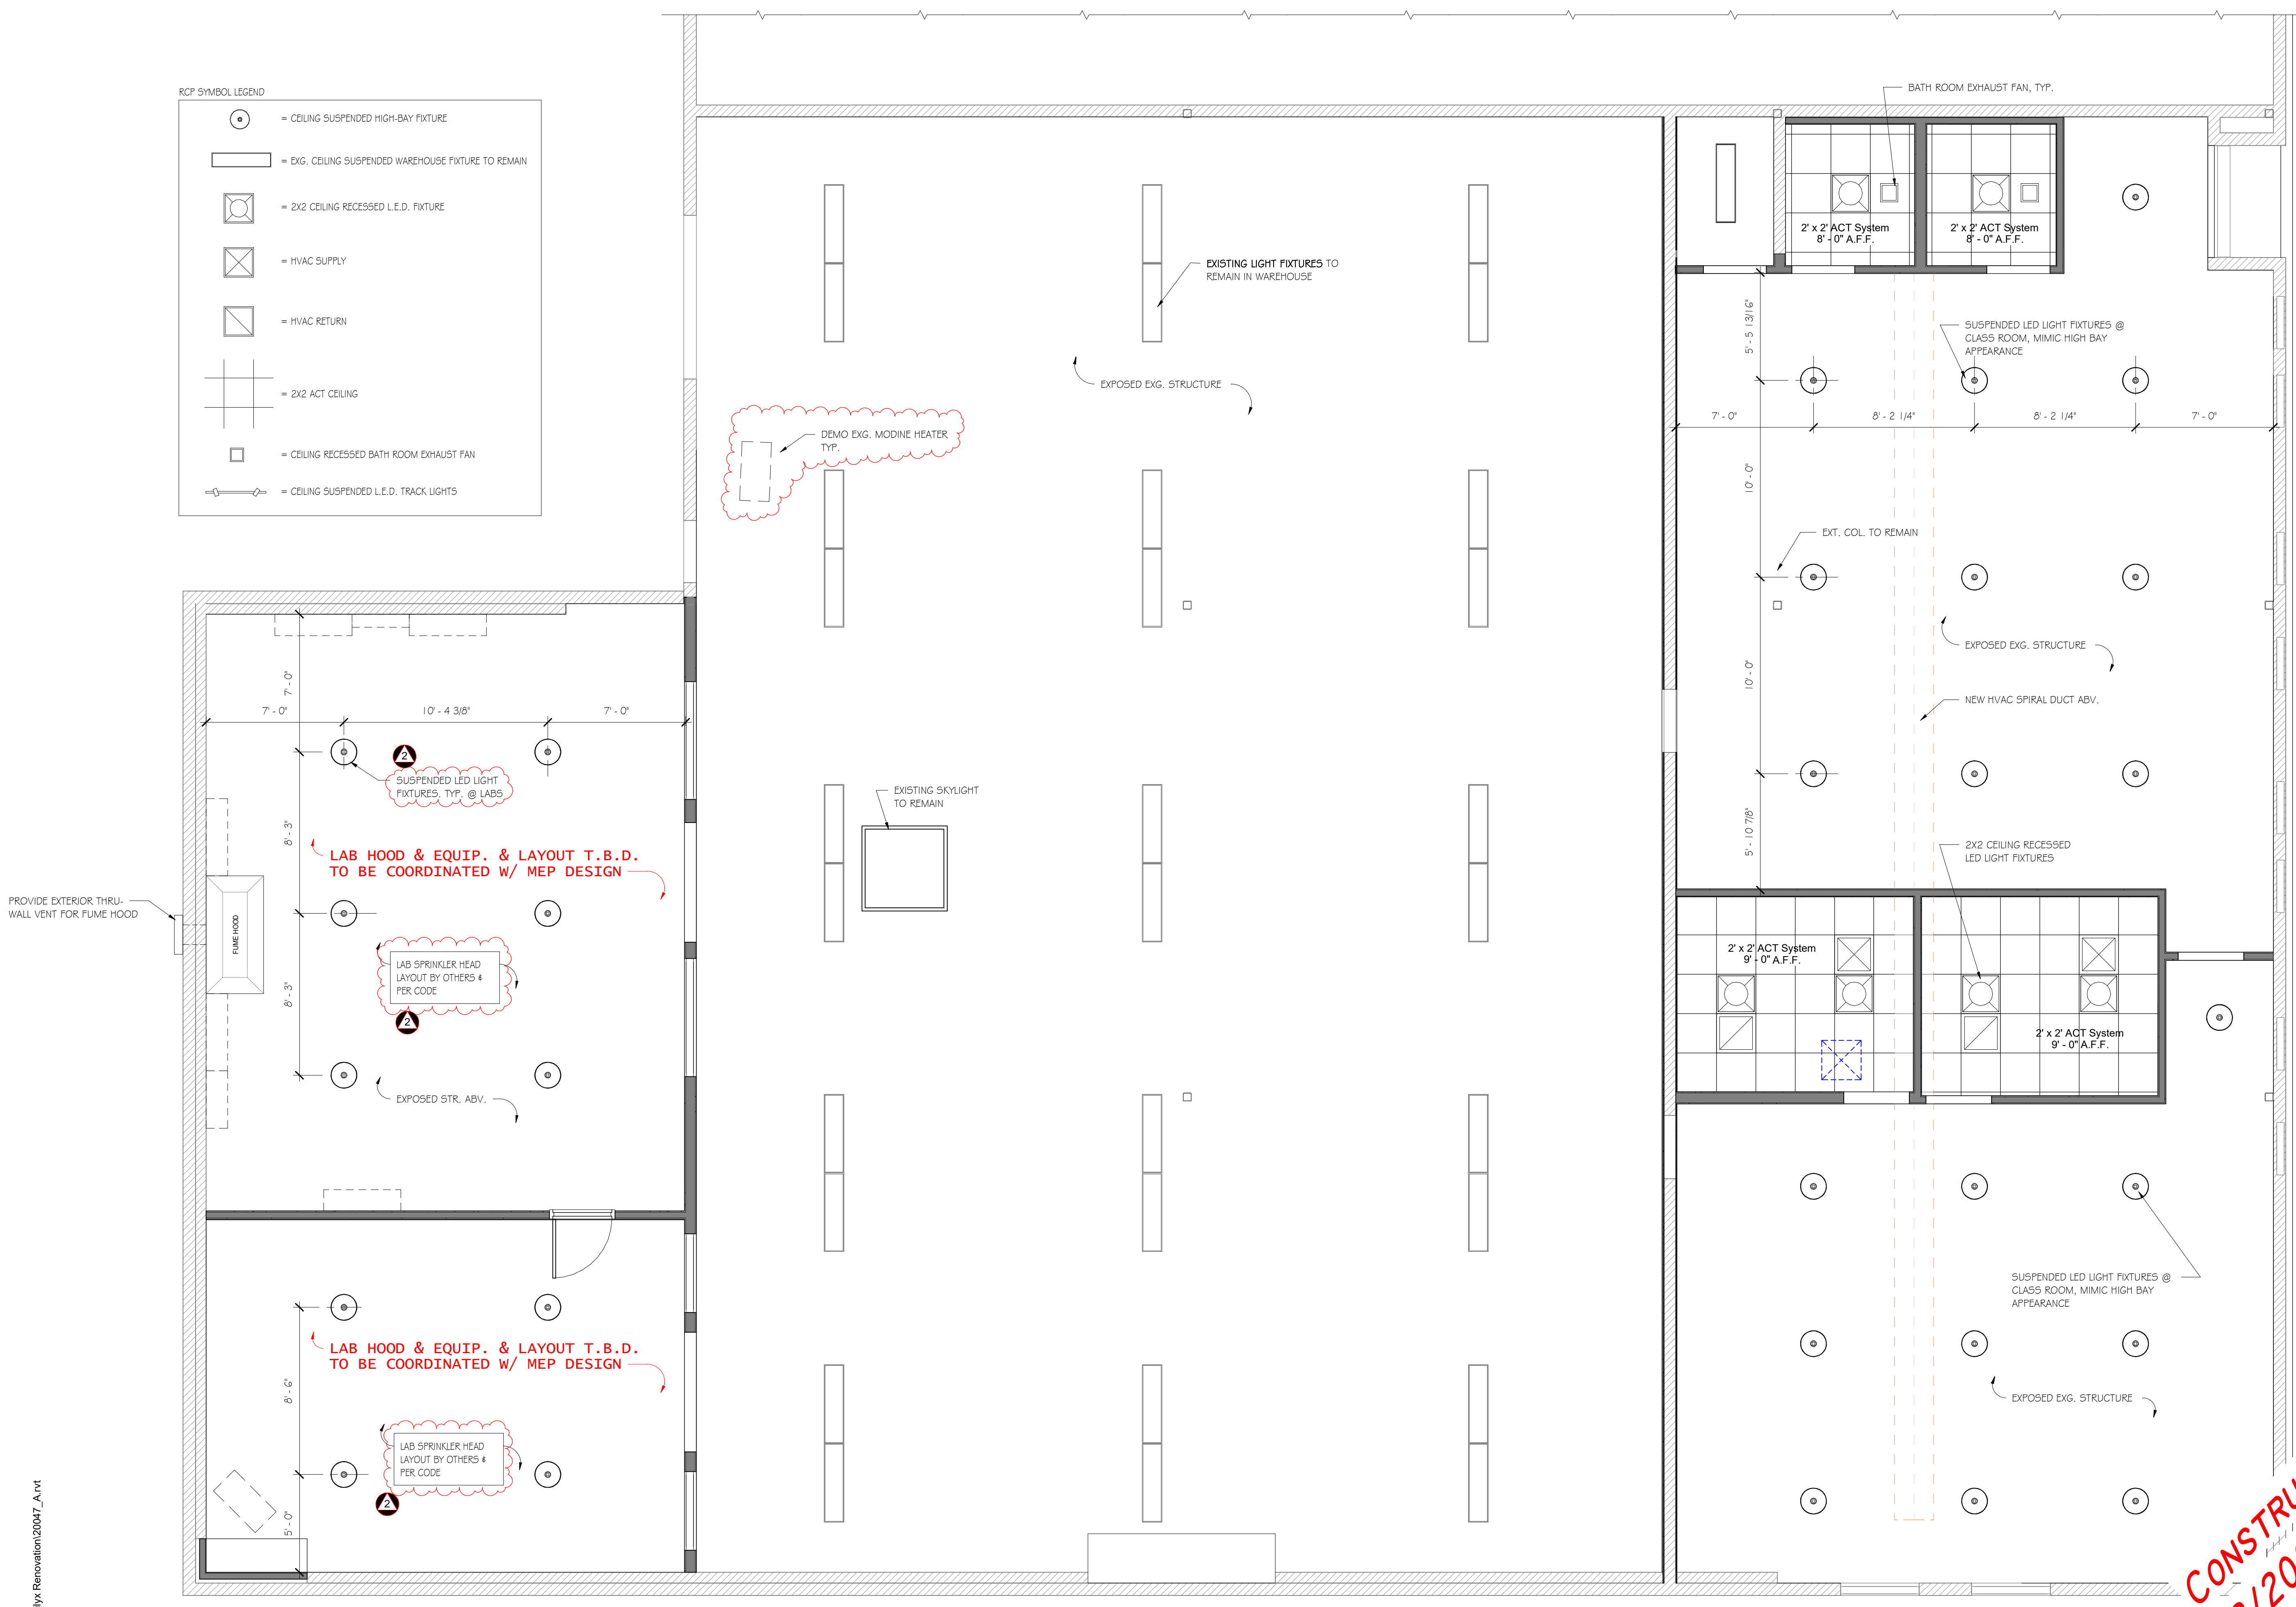 RCP SYMBOL LEGEND
= CEILING SUSPENDED HIGH-BAY FIXTURE
= EXG. CEILING SUSPENDED WAREHOUSE FIXTURE TO REMAIN
= 2X2 CEILING RECESSED L.E.D. FIXTURE
= HVAC SUPPLY
= HVAC RETURN
= 2X2 ACT CEILING
= CEILING RECESSED BATH ROOM EXHAUST FAN
= CEILING SUSPENDED L.E.D. TRACK LIGHTS
BATH ROOM EXHAUST FAN, TYP.
2' x 2' ACT System
8' - 0" A.F.F.
2' x 2' ACT System
8' - 0" A.F.F.
EXISTING LIGHT FIXTURES TO
REMAIN IN WAREHOUSE
EXPOSED EXG. STRUCTURE
DEMO EXG. MODINE HEATER
TYP.
5' - 5 13/16"
SUSPENDED LED LIGHT FIXTURES @
CLASS ROOM, MIMIC HIGH BAY
APPEARANCE
7' - 0"
8' - 2 1/4"
8' - 2 1/4"
7' - 0"
10' - 0"
EXT. COL. TO REMAIN
EXPOSED EXG. STRUCTURE
10' - 0"
NEW HVAC SPIRAL DUCT ABV.
5' - 10 7/8"
2X2 CEILING RECESSED
LED LIGHT FIXTURES
7' - 0"
7' - 0"
10' - 4 3/8"
7' - 0"
2
SUSPENDED LED LIGHT
FIXTURES. TYP. @ LABS
8' - 3"
LAB HOOD & EQUIP. & LAYOUT T.B.D.
TO BE COORDINATED W/ MEP DESIGN
EXISTING SKYLIGHT
TO REMAIN
PROVIDE EXTERIOR THRU-
WALL VENT FOR FUME HOOD
FUME HOOD
LAB SPRINKLER HEAD
LAYOUT BY OTHERS &
PER CODE
2
8' - 3"
EXPOSED STR. ABV.
2' x 2' ACT System
9' - 0" A.F.F.
2' x 2' ACT System
9' - 0" A.F.F.
SUSPENDED LED LIGHT FIXTURES @
CLASS ROOM, MIMIC HIGH BAY
APPEARANCE
LAB HOOD & EQUIP. & LAYOUT T.B.D.
TO BE COORDINATED W/ MEP DESIGN
8' - 6"
EXPOSED EXG. STRUCTURE
LAB SPRINKLER HEAD
LAYOUT BY OTHERS &
PER CODE
2
5' - 0"
lyx Renovation\20047_A.rvt
CONSTRU